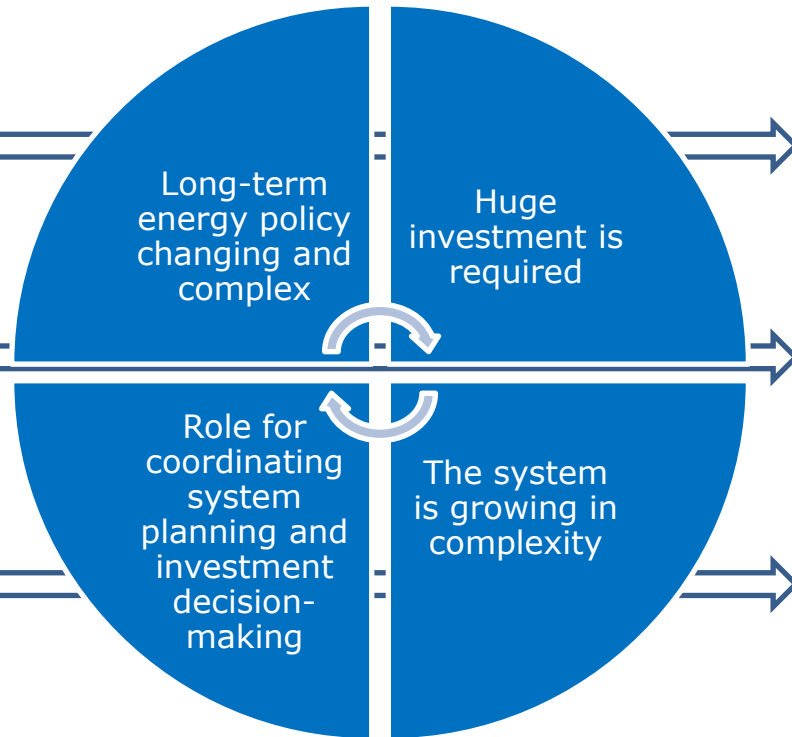 Long-term
energy policy
changing and
complex
Huge
investment is
required
Role for
coordinating
system
planning and
investment
decision-
making
The system
is growing in
complexity